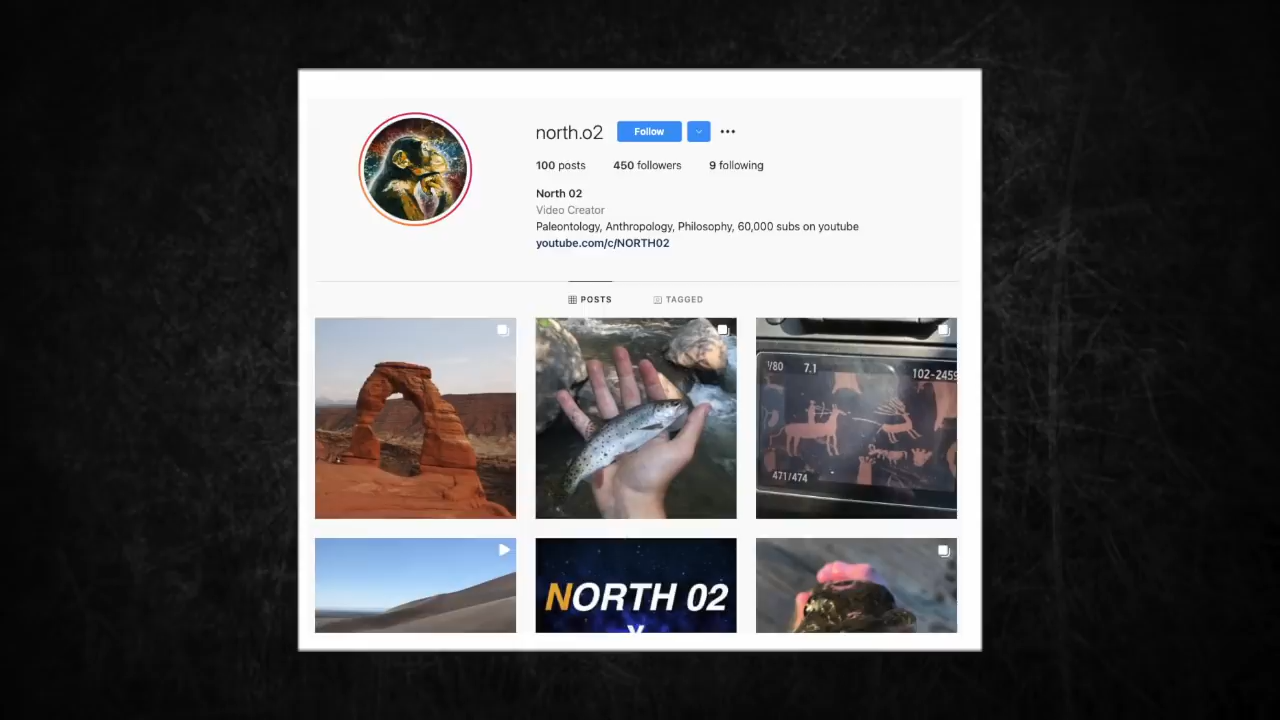 north.o2 Follow
100 posts 450 followers 9 following
North 02
Video Creator
Paleontology, Anthropology, Philosophy, 60,000 subs on youtube
youtube.com/c/NORTH02
POSTS TAGGED
/80 7.1 102-2459
471/474
NORTH 02